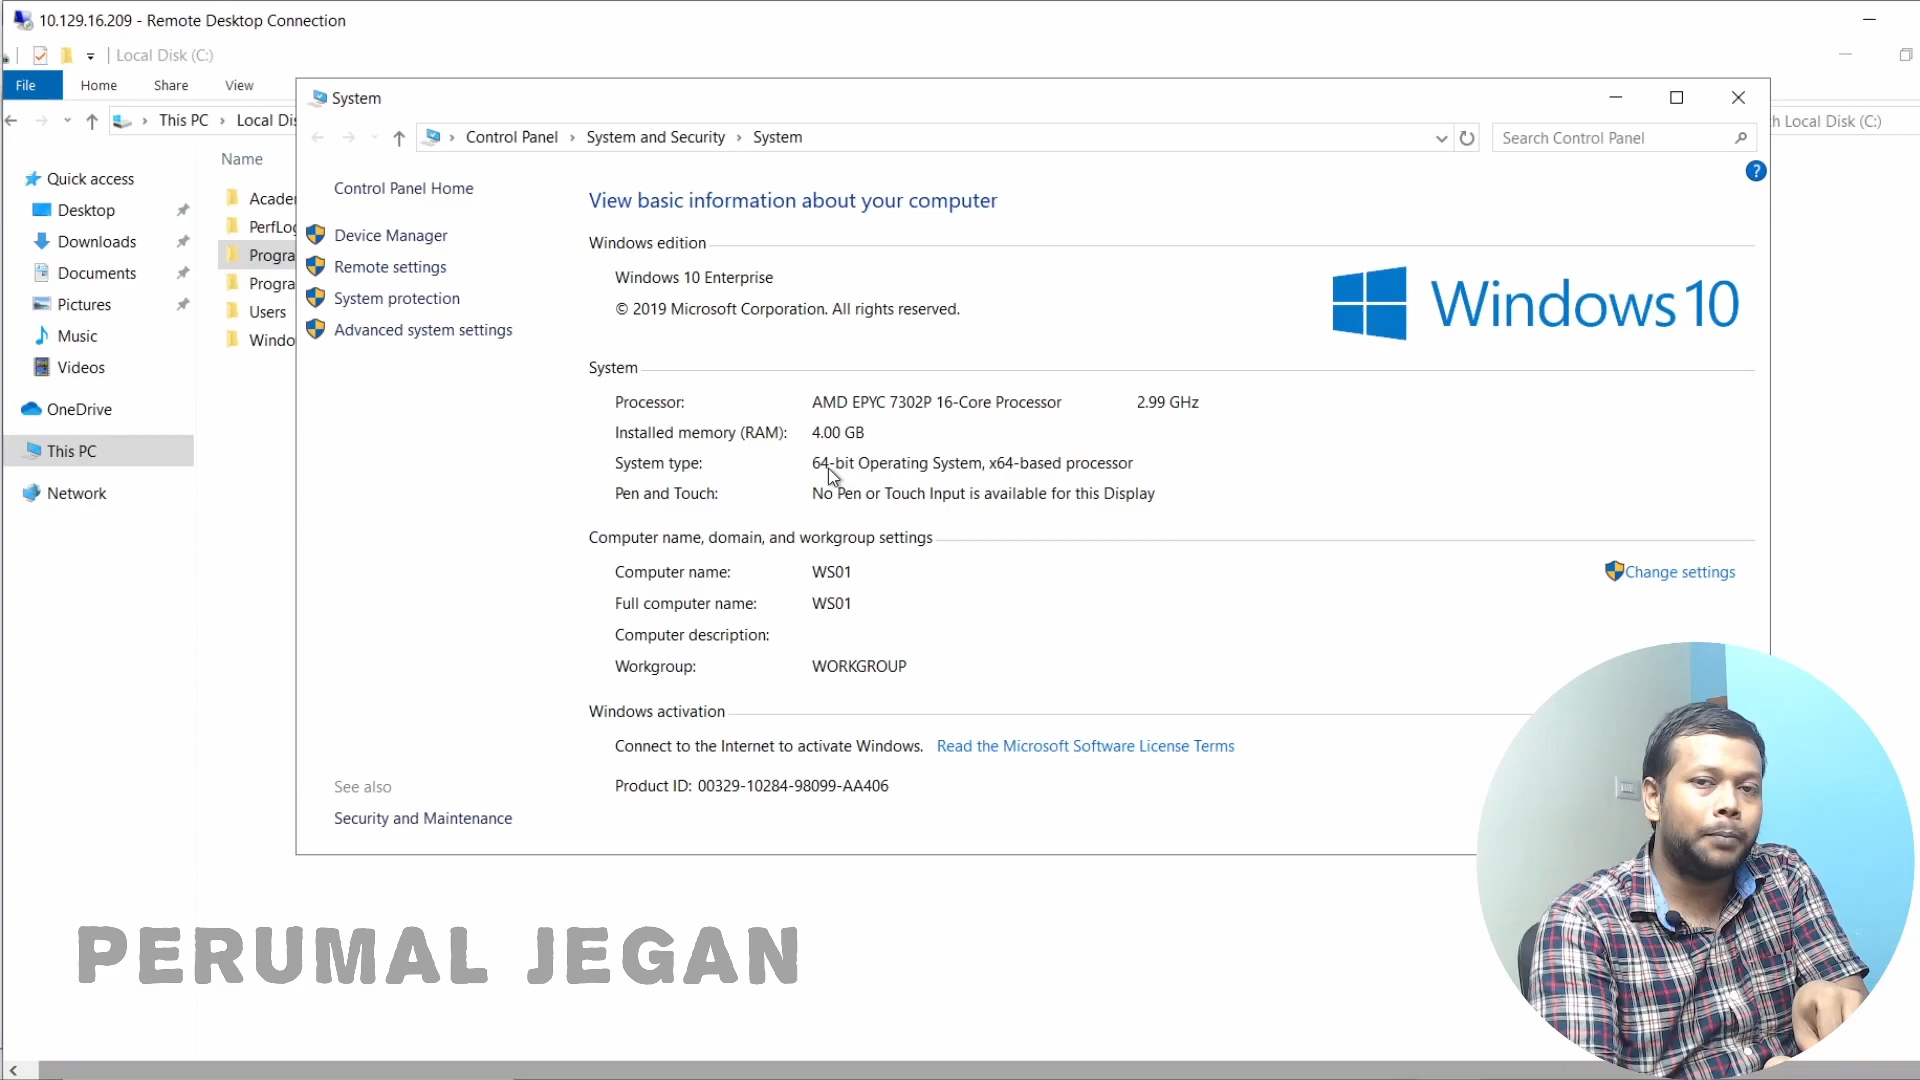 10.129.16.209 - Remote Desktop Connection
Local Disk (C:)
File Home Share View
This PC > Local Dis
h Local Disk (C:)
Name
Quick access
Desktop
Downloads
Documents
Pictures
Music
Videos
OneDrive
This PC
Network
Acader
PerfLog
Progra
Progra
Users
Windo
System
Control Panel > System and Security > System
Search Control Panel
?
Control Panel Home
Device Manager
Remote settings
System protection
Advanced system settings
See also
Security and Maintenance
View basic information about your computer
Windows edition
Windows 10 Enterprise
© 2019 Microsoft Corporation. All rights reserved.
Windows 10
System
Processor: AMD EPYC 7302P 16-Core Processor 2.99 GHz
Installed memory (RAM): 4.00 GB
System type: 64-bit Operating System, x64-based processor
Pen and Touch: No Pen or Touch Input is available for this Display
Computer name, domain, and workgroup settings
Computer name: WS01
Change settings
Full computer name: WS01
Computer description:
Workgroup: WORKGROUP
Windows activation
Connect to the Internet to activate Windows. Read the Microsoft Software License Terms
Product ID: 00329-10284-98099-AA406
PERUMAL JEGAN